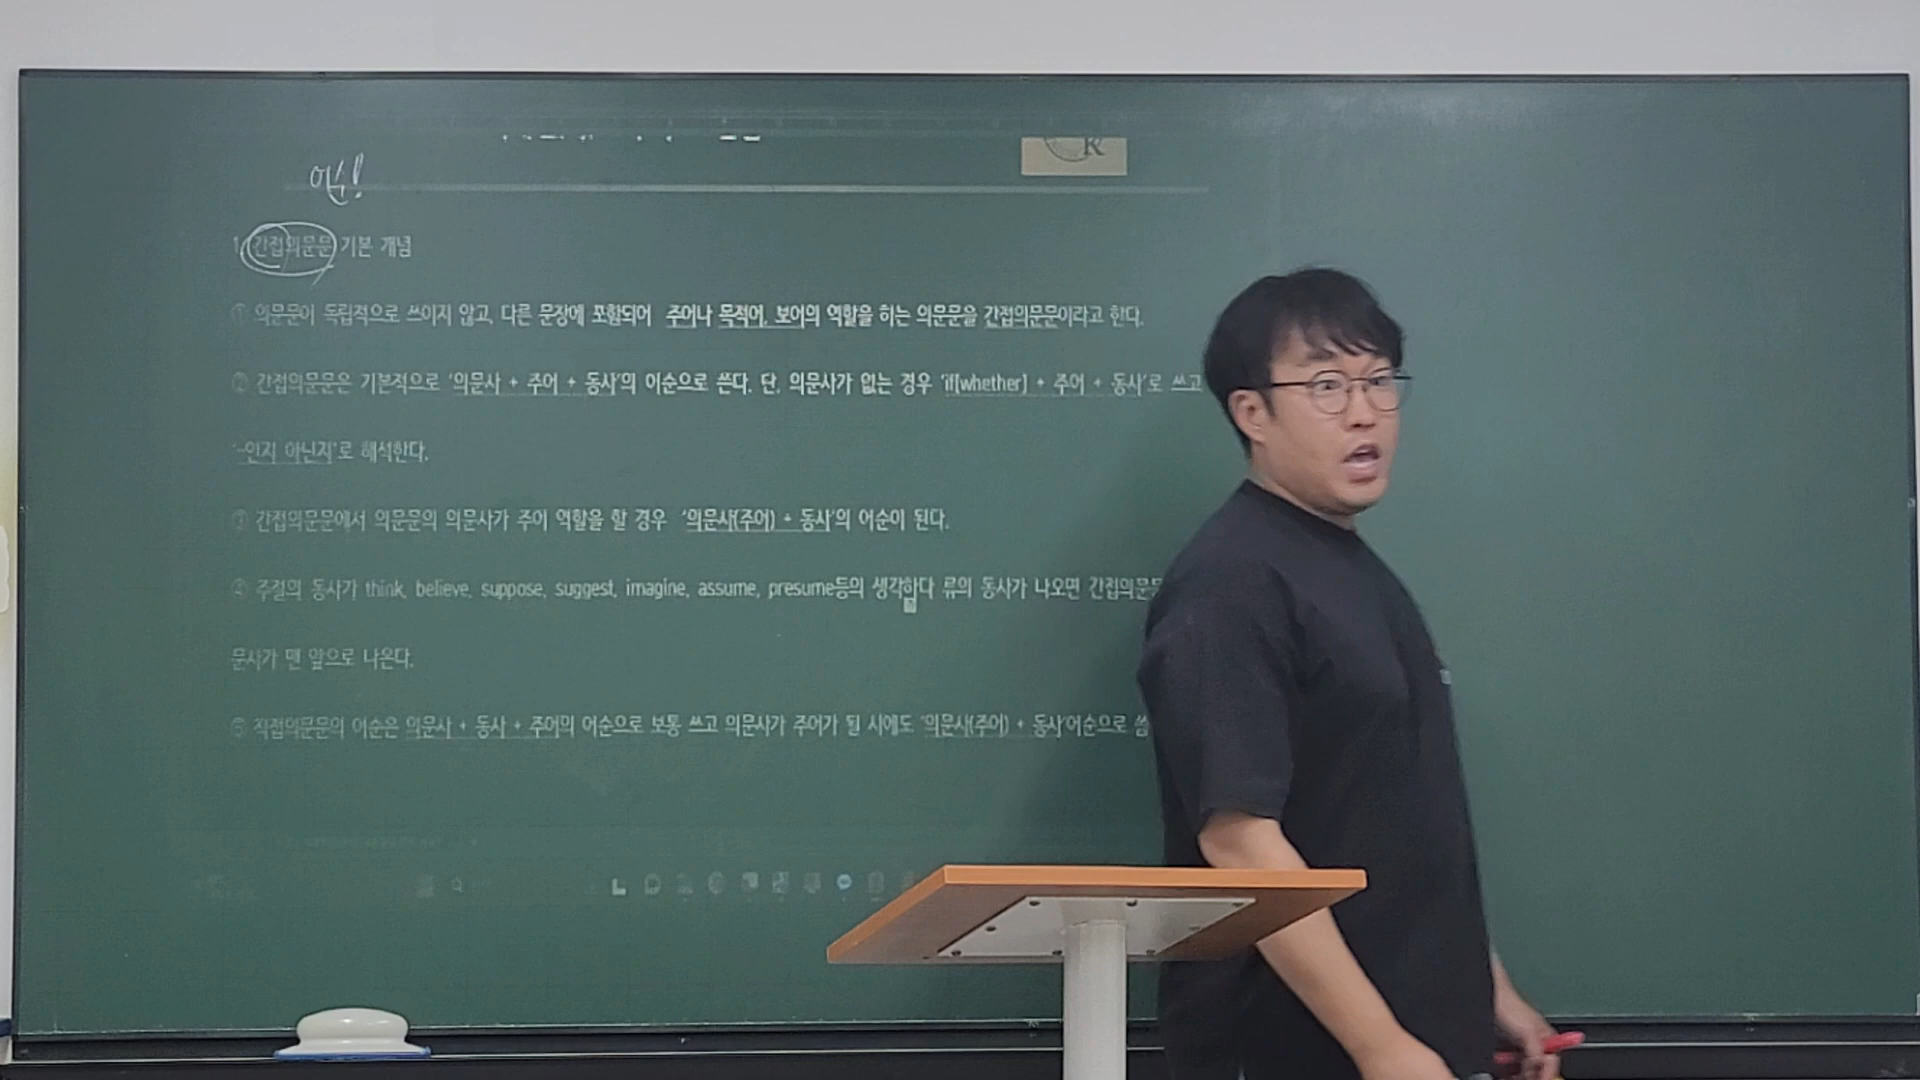 K
어순!
1. 간접의문문 기본 개념
① 의문문이 독립적으로 쓰이지 않고, 다른 문장에 포함되어 주어나 목적어, 보어의 역할을 하는 의문문을 간접의문문이라고 한다.
② 간접의문문은 기본적으로 '의문사 + 주어 + 동사'의 어순으로 쓴다. 단, 의문사가 없는 경우 'if[whether] + 주어 + 동사'로 쓰고
'~인지 아닌지'로 해석한다.
③ 간접의문문에서 의문문의 의문사가 주어 역할을 할 경우 '의문사(주어) + 동사'의 어순이 된다.
④ 주절의 동사가 think, believe, suppose, suggest, imagine, assume, presume등의 생각하다 류의 동사가 나오면 간접의문문
문사가 맨 앞으로 나온다.
⑤ 직접의문문의 어순은 의문사 + 동사 + 주어의 어순으로 보통 쓰고 의문사가 주어가 될 시에도 '의문사(주어) + 동사'어순으로 씀